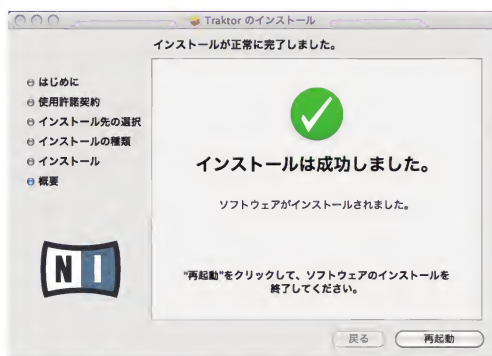 Traktor のインストール
インストールが正常に完了しました。
はじめに
使用許諾契約
インストール先の選択
インストールの種類
インストール
概要
インストールは成功しました。
ソフトウェアがインストールされました。
"再起動"をクリックして、ソフトウェアのインストールを
終了してください。
NI
戻る
再起動